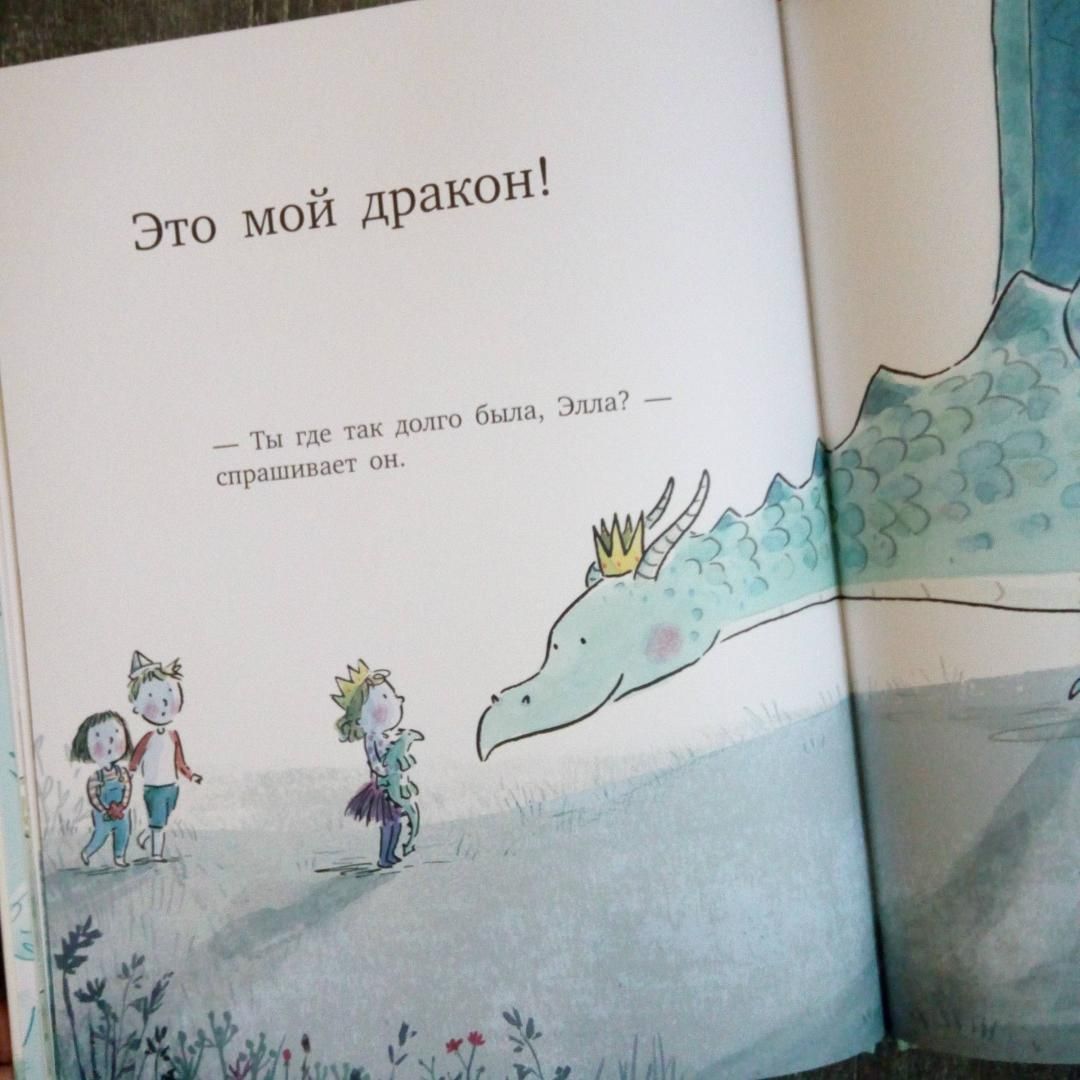 Это мой дракон!
— Ты где так долго была, Элла? —
спрашивает он.